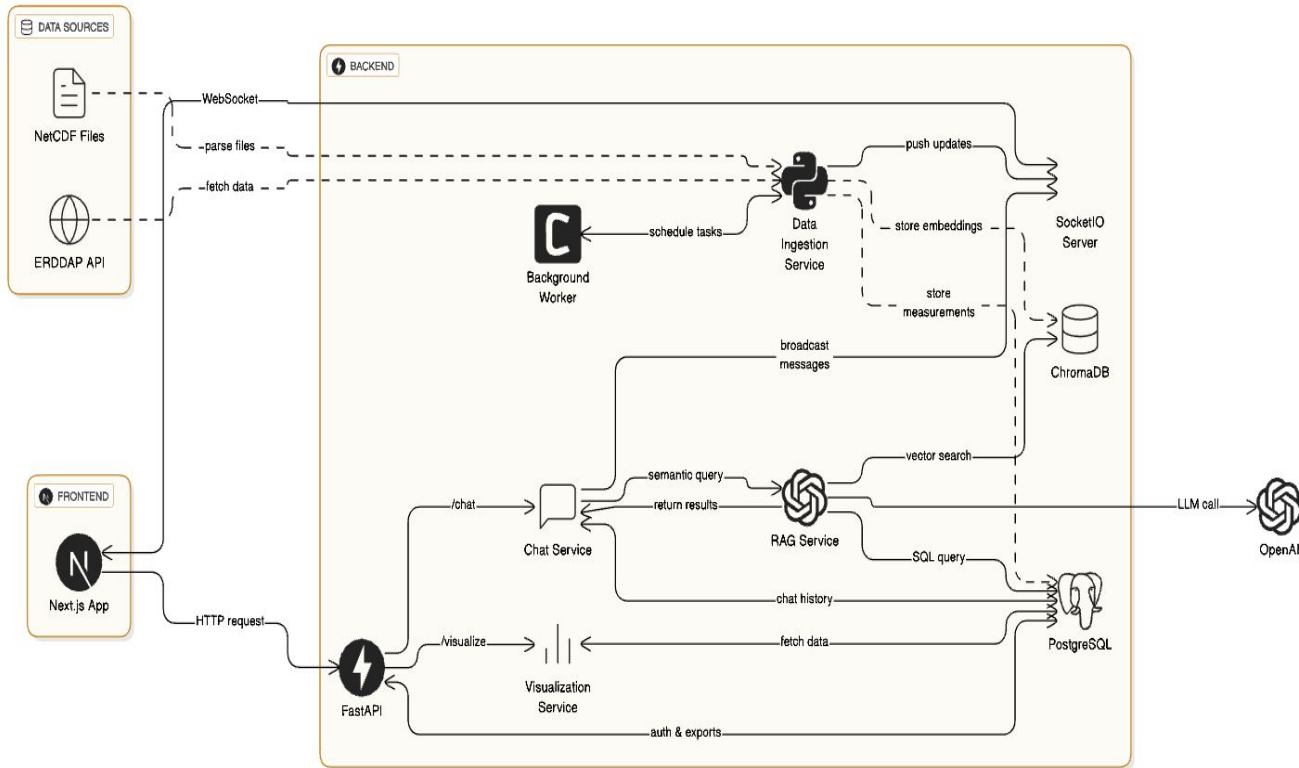 DATA SOURCES
NetCDF Files
ERDDAP API
BACKEND
WebSocket
parse files
fetch data
push updates
Data
Ingestion
Service
SocketIO
Server
schedule tasks
Background
Worker
store embeddings
store
measurements
broadcast
messages
ChromaDB
FRONTEND
Next.js App
HTTP request
/chat
Chat Service
semantic query
return results
RAG Service
vector search
LLM call
OpenAI
SQL query
chat history
PostgreSQL
/visualize
Visualization
Service
fetch data
FastAPI
auth & exports